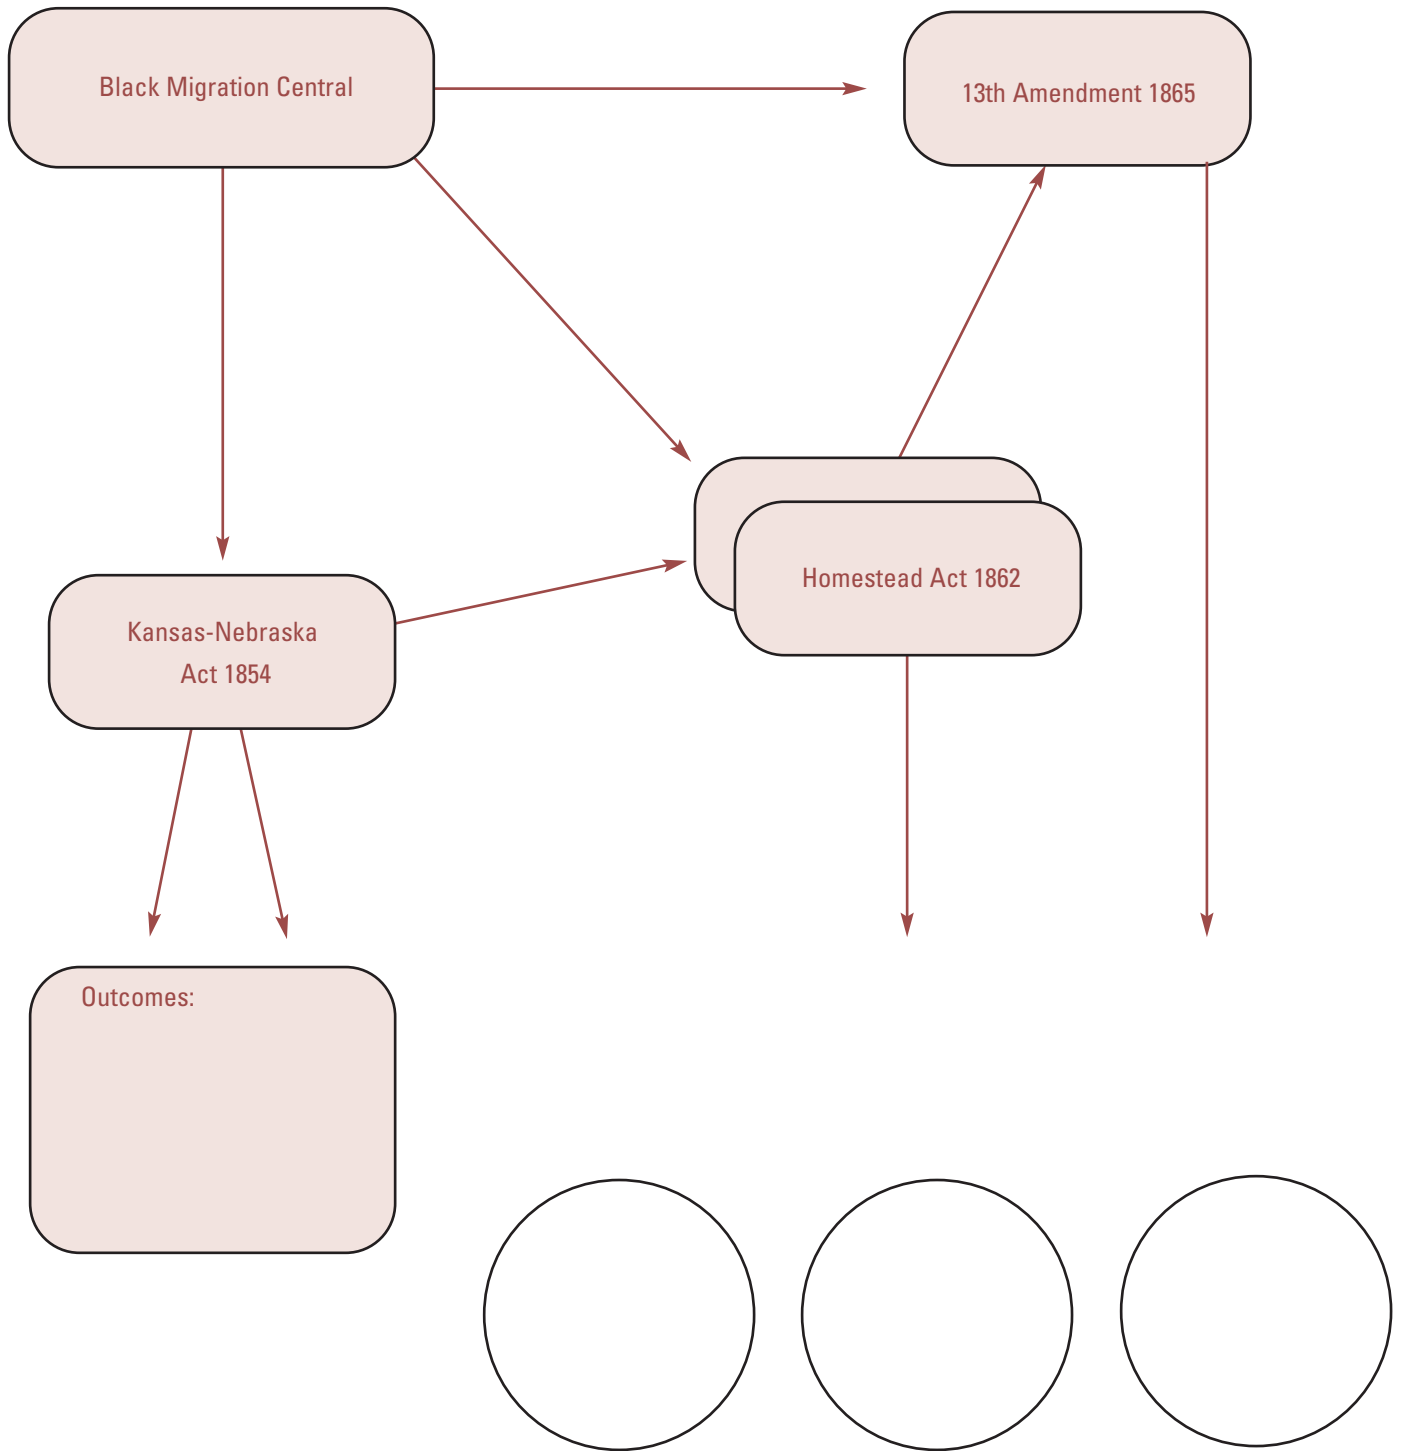 Black Migration Central
13th Amendment 1865
Homestead Act 1862
Kansas-Nebraska
Act 1854
Outcomes: